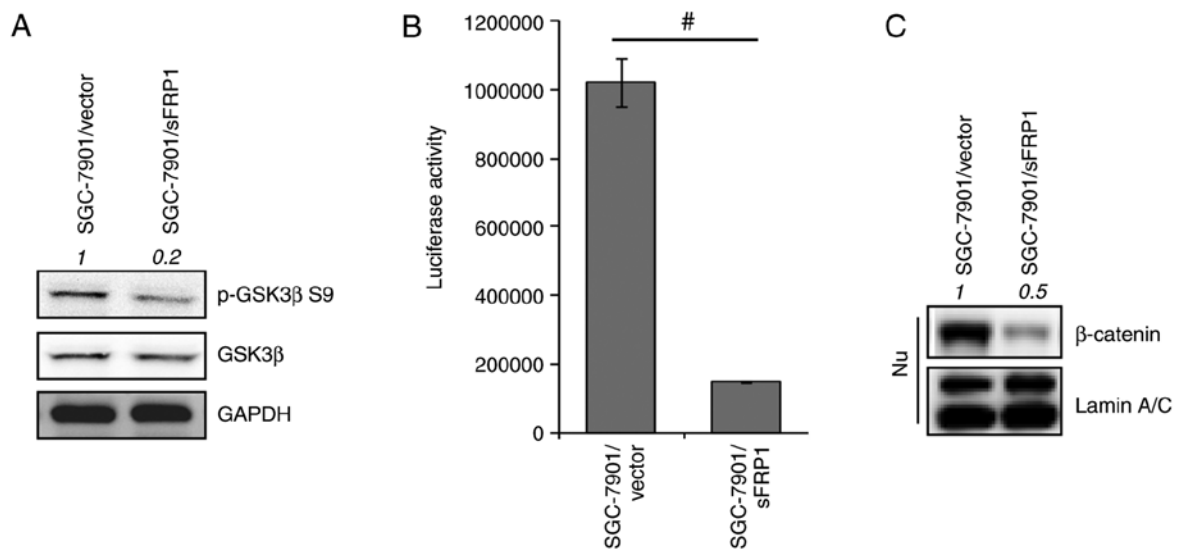 A
SGC-7901/vector
SGC-7901/sFRP1
1
0.2
p-GSK3β S9
GSK3β
GAPDH
B
#
Luciferase activity
1200000
1000000
800000
600000
400000
200000
0
SGC-7901/
vector
SGC-7901/
sFRP1
C
SGC-7901/vector
SGC-7901/sFRP1
1
0.5
Nu
β-catenin
Lamin A/C